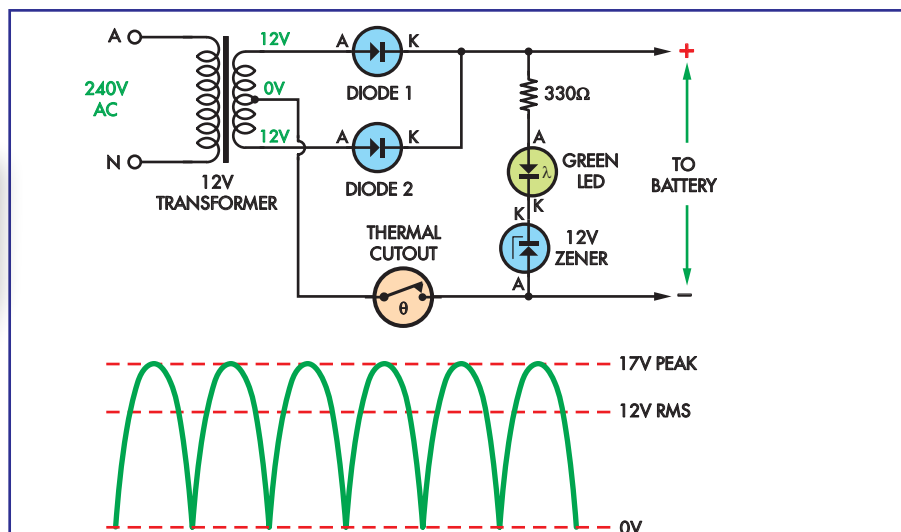 A
240V
AC
N
12V
TRANSFORMER
12V
0V
12V
A
K
DIODE 1
A
K
DIODE 2
THERMAL
CUTOUT
θ
330Ω
A
λ
GREEN
LED
K
K
12V
ZENER
A
+
TO
BATTERY
–
17V PEAK
12V RMS
0V